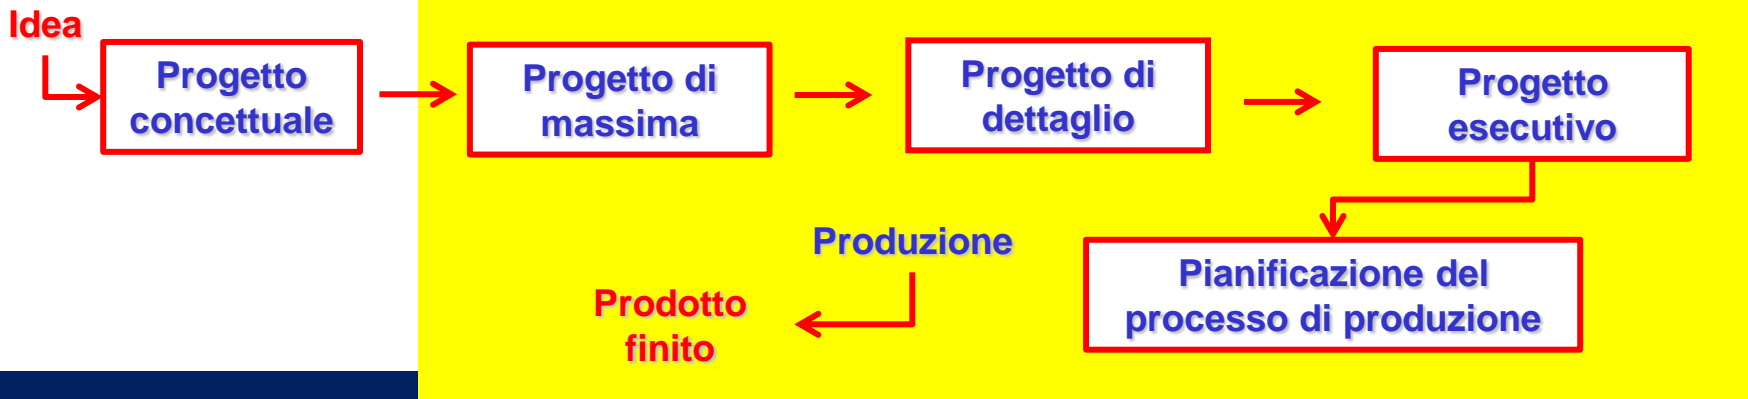 Idea
Progetto
concettuale
Progetto di
massima
Progetto di
dettaglio
Progetto
esecutivo
Pianificazione del
processo di produzione
Produzione
Prodotto
finito